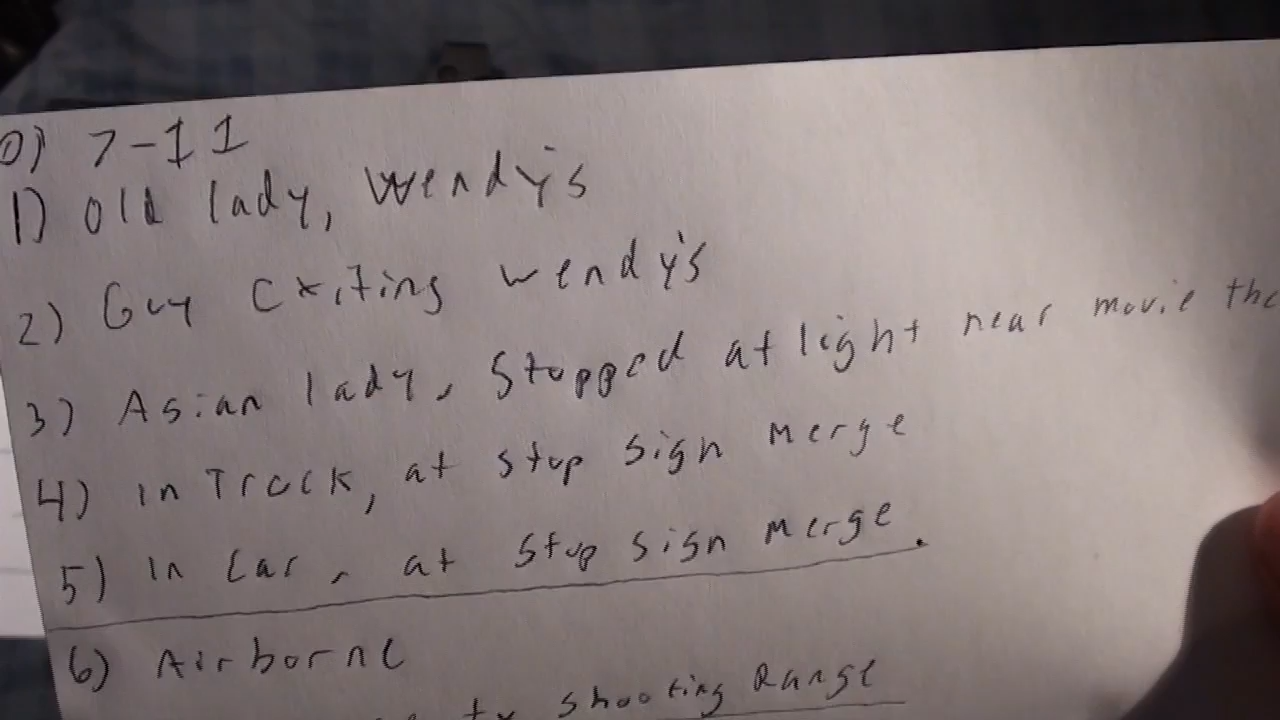 0) 7-11
1) Old lady, Wendy's
2) Guy Exiting Wendy's
3) Asian lady, Stopped at light near movie the
4) in Truck, at stop sign merge
5) in Car, at stop sign merge.
6) Airborne
shooting Range